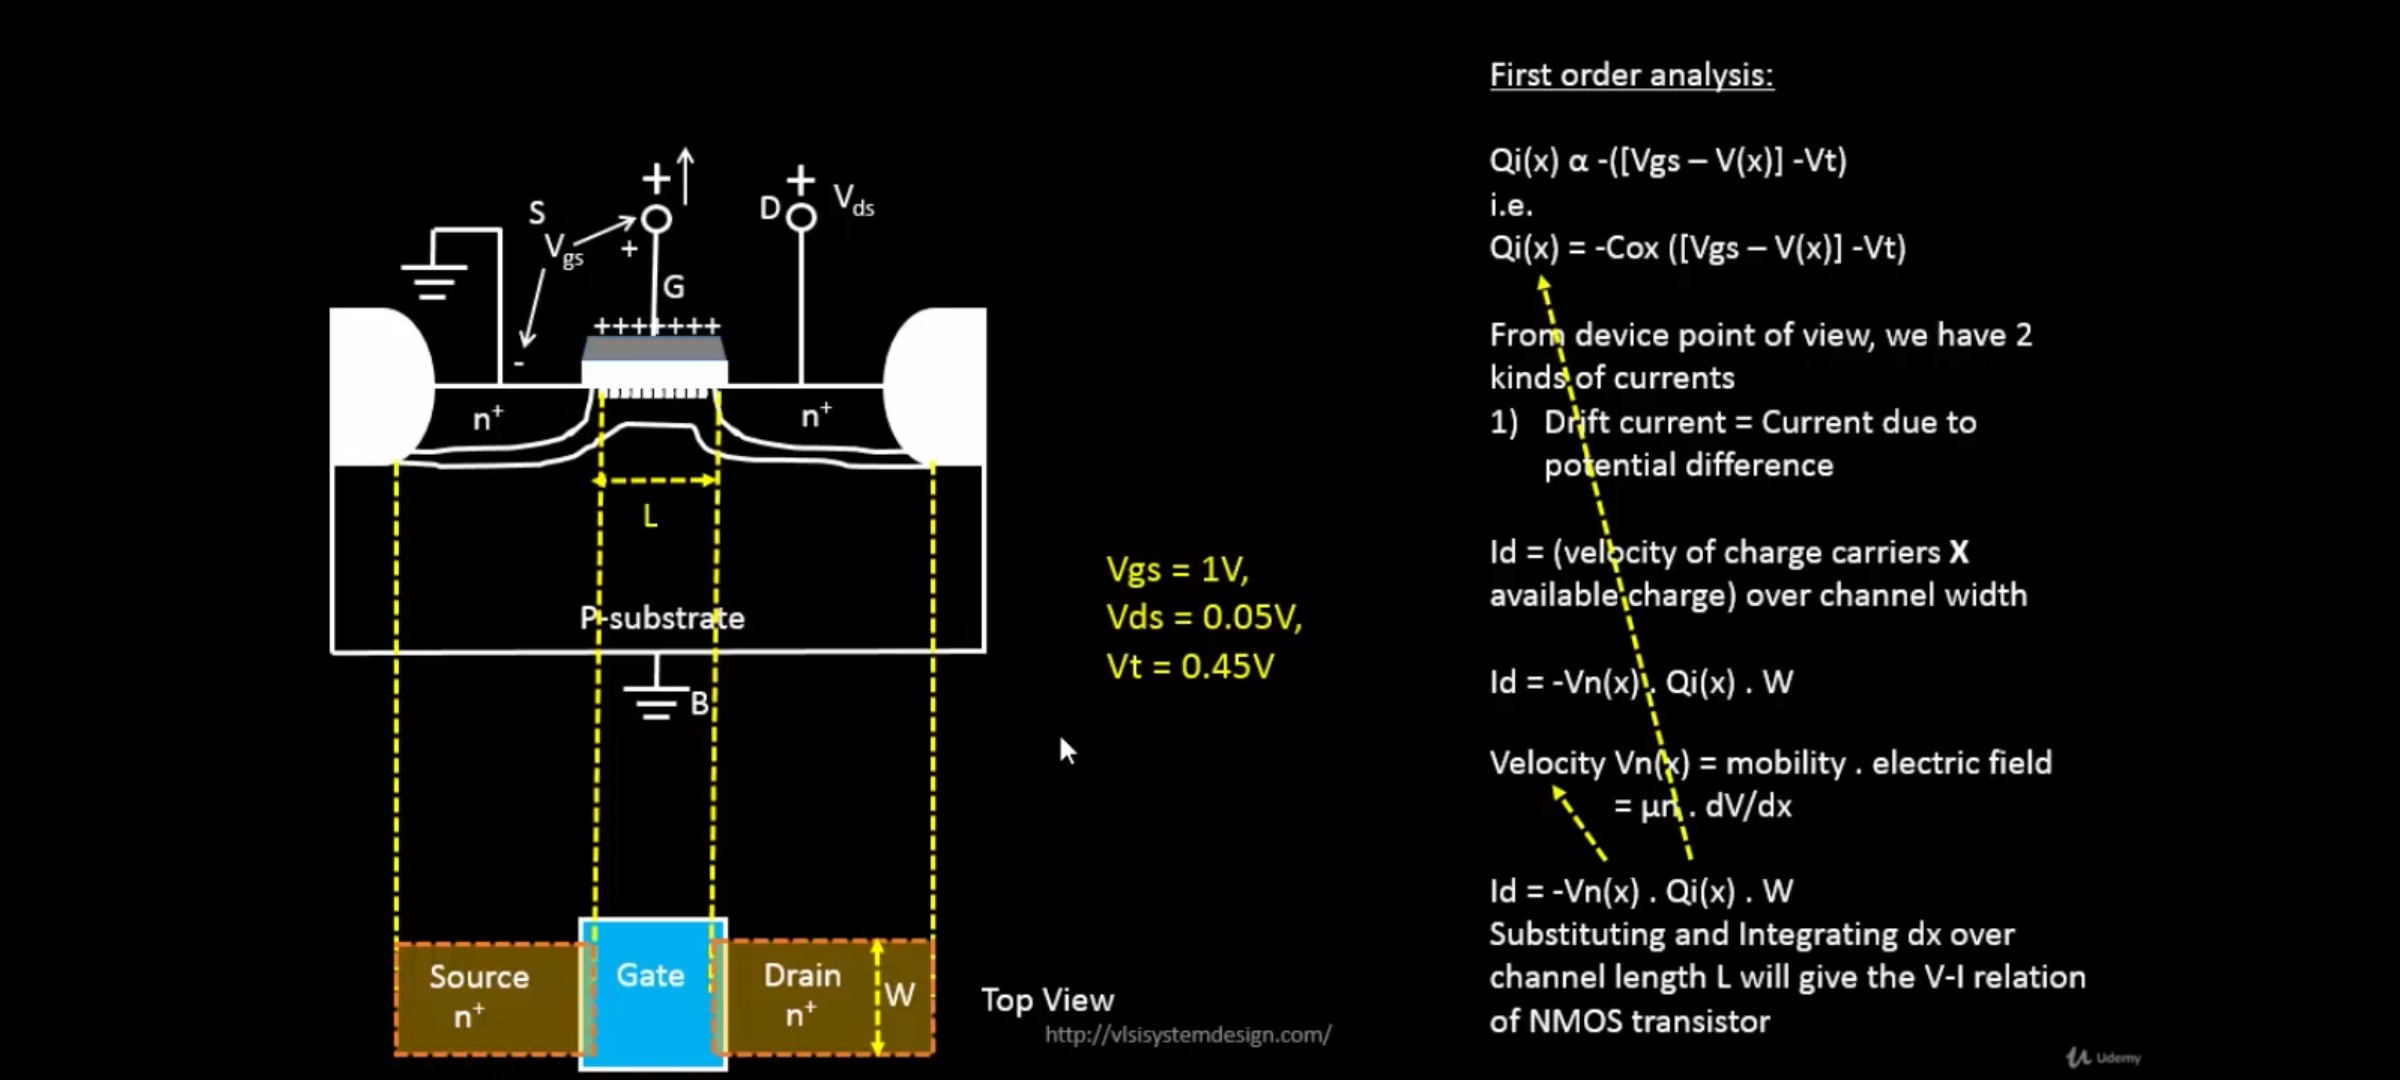 First order analysis:
Qi(x) α -([Vgs – V(x)] -Vt)
i.e.
Qi(x) = -Cox ([Vgs – V(x)] -Vt)
From device point of view, we have 2
kinds of currents
1) Drift current = Current due to
potential difference
Id = (velocity of charge carriers X
available charge) over channel width
Id = -Vn(x) . Qi(x) . W
Velocity Vn(x) = mobility . electric field
= μn . dV/dx
Id = -Vn(x) . Qi(x) . W
Substituting and Integrating dx over
channel length L will give the V-I relation
of NMOS transistor
S
Vgs
+
+
-
G
+
D
Vds
+++++++
n+
n+
L
P-substrate
B
Vgs = 1V,
Vds = 0.05V,
Vt = 0.45V
Source
n+
Gate
Drain
n+
W
Top View
http://vlsisystemdesign.com/
Udemy